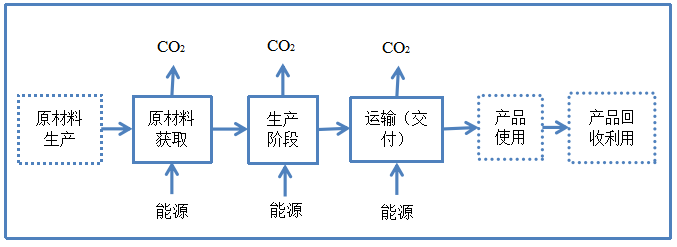 CO₂
CO₂
CO₂
原材料
生产
原材料
获取
生产
阶段
运输（交
付）
产品
使用
产品回
收利用
能源
能源
能源